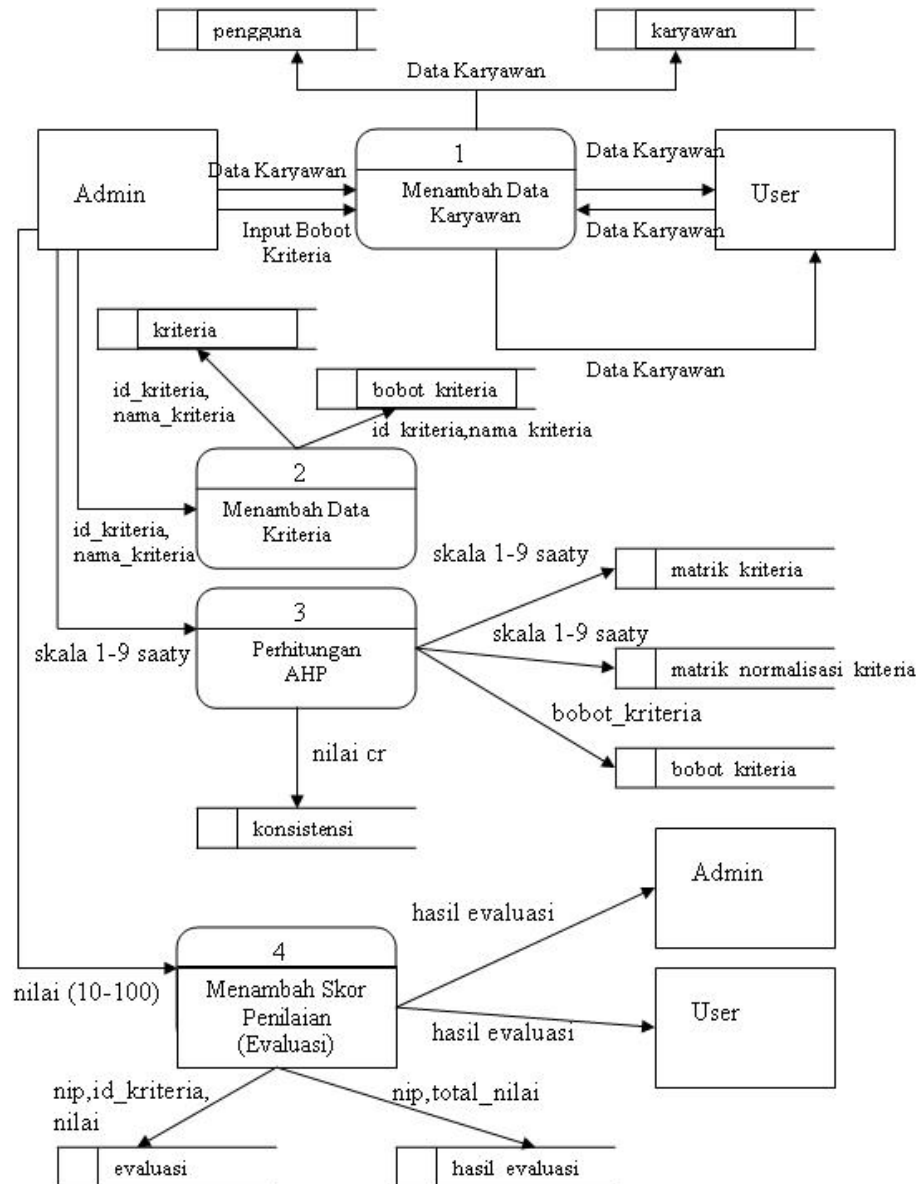 pengguna
karyawan
Data Karyawan
1
Menambah Data
Karyawan
Admin
Data Karyawan
Input Bobot
Kriteria
Data Karyawan
Data Karyawan
User
Data Karyawan
kriteria
id_kriteria,
nama_kriteria
bobot kriteria
id kriteria,nama kriteria
2
Menambah Data
Kriteria
id_kriteria,
nama_kriteria
3
Perhitungan
AHP
skala 1-9 saaty
skala 1-9 saaty
matrik kriteria
skala 1-9 saaty
matrik normalisasi kriteria
bobot_kriteria
bobot kriteria
nilai cr
konsistensi
Admin
hasil evaluasi
4
Menambah Skor
Penilaian
(Evaluasi)
nilai (10-100)
User
hasil evaluasi
nip,id_kriteria,
nilai
nip,total_nilai
evaluasi
hasil evaluasi